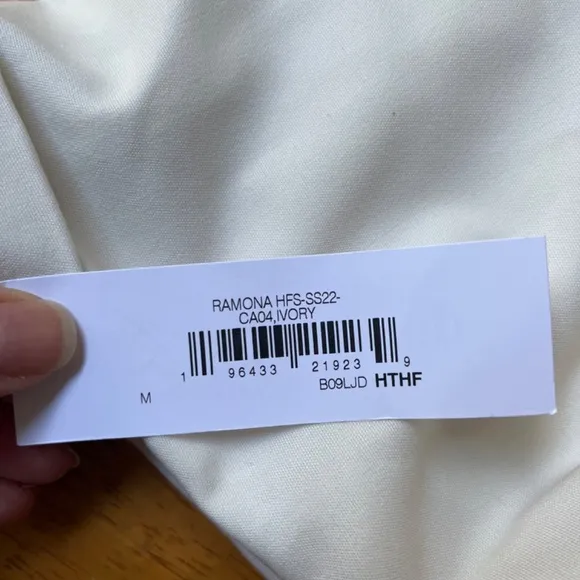 RAMONA HFS-SS22-
CA04,IVORY
1 96433 21923 9
M
B09LJD HTHF